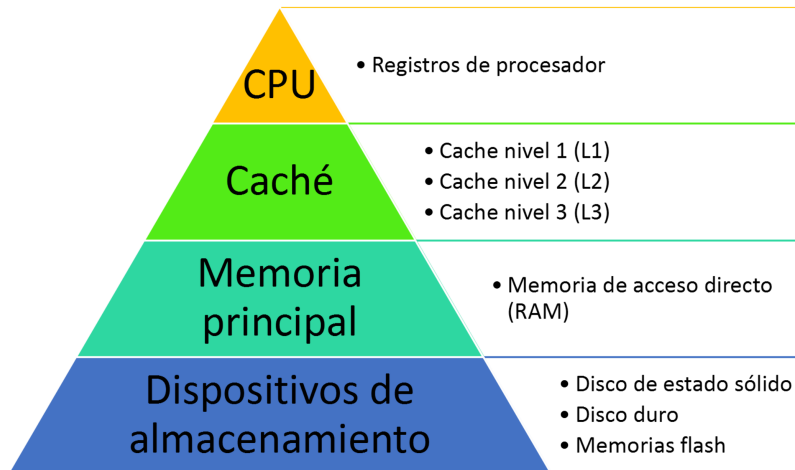 CPU
• Registros de procesador
Caché
• Cache nivel 1 (L1)
• Cache nivel 2 (L2)
• Cache nivel 3 (L3)
Memoria
principal
• Memoria de acceso directo
(RAM)
Dispositivos de
almacenamiento
• Disco de estado sólido
• Disco duro
• Memorias flash